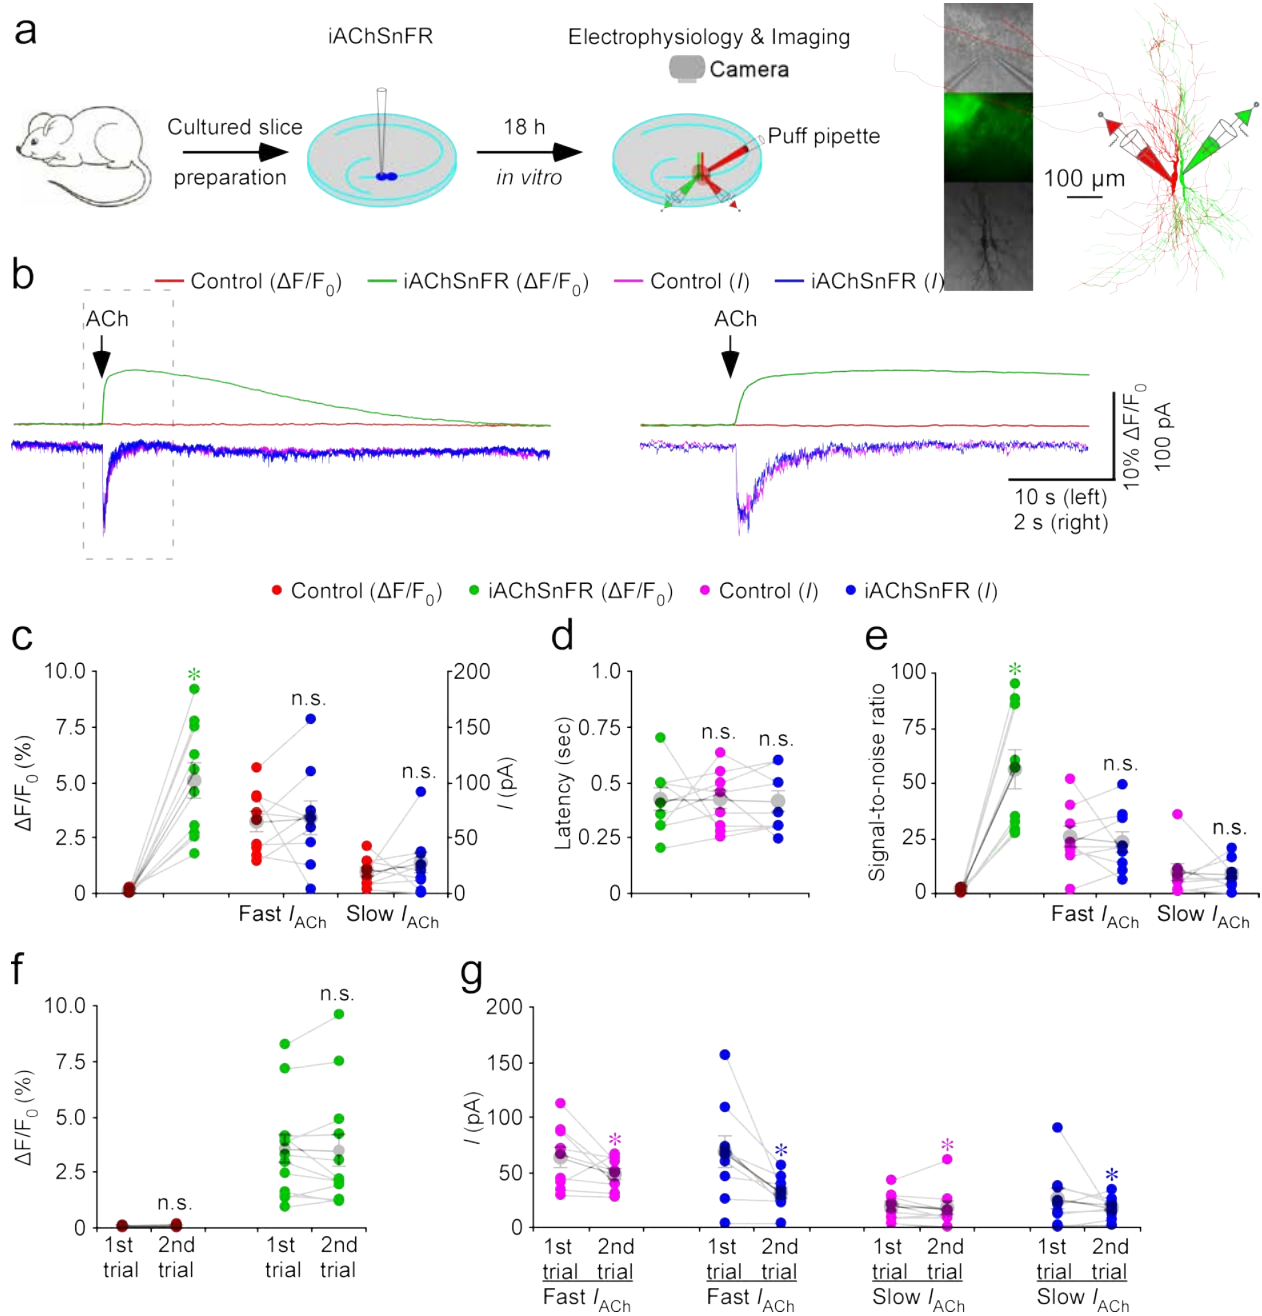 a
iAChSnFR
Electrophysiology & Imaging
Camera
Cultured slice
preparation
18 h
in vitro
Puff pipette
100 µm
b
Control (ΔF/F0)
iAChSnFR (ΔF/F0)
Control (I)
iAChSnFR (I)
ACh
ACh
10% ΔF/F0
100 pA
10 s (left)
2 s (right)
Control (ΔF/F0)
iAChSnFR (ΔF/F0)
Control (I)
iAChSnFR (I)
c
ΔF/F0 (%)
10.0
7.5
5.0
2.5
0
*
n.s.
n.s.
200
150
100
50
0
I (pA)
Fast IACh
Slow IACh
d
Latency (sec)
1.0
0.75
0.5
0.25
0
n.s.
n.s.
e
Signal-to-noise ratio
100
75
50
25
0
*
n.s.
n.s.
Fast IACh
Slow IACh
f
ΔF/F0 (%)
10.0
7.5
5.0
2.5
0
n.s.
n.s.
1st trial
2nd trial
1st trial
2nd trial
g
I (pA)
200
150
100
50
0
*
*
*
*
1st trial
2nd trial
Fast IACh
1st trial
2nd trial
Fast IACh
1st trial
2nd trial
Slow IACh
1st trial
2nd trial
Slow IACh